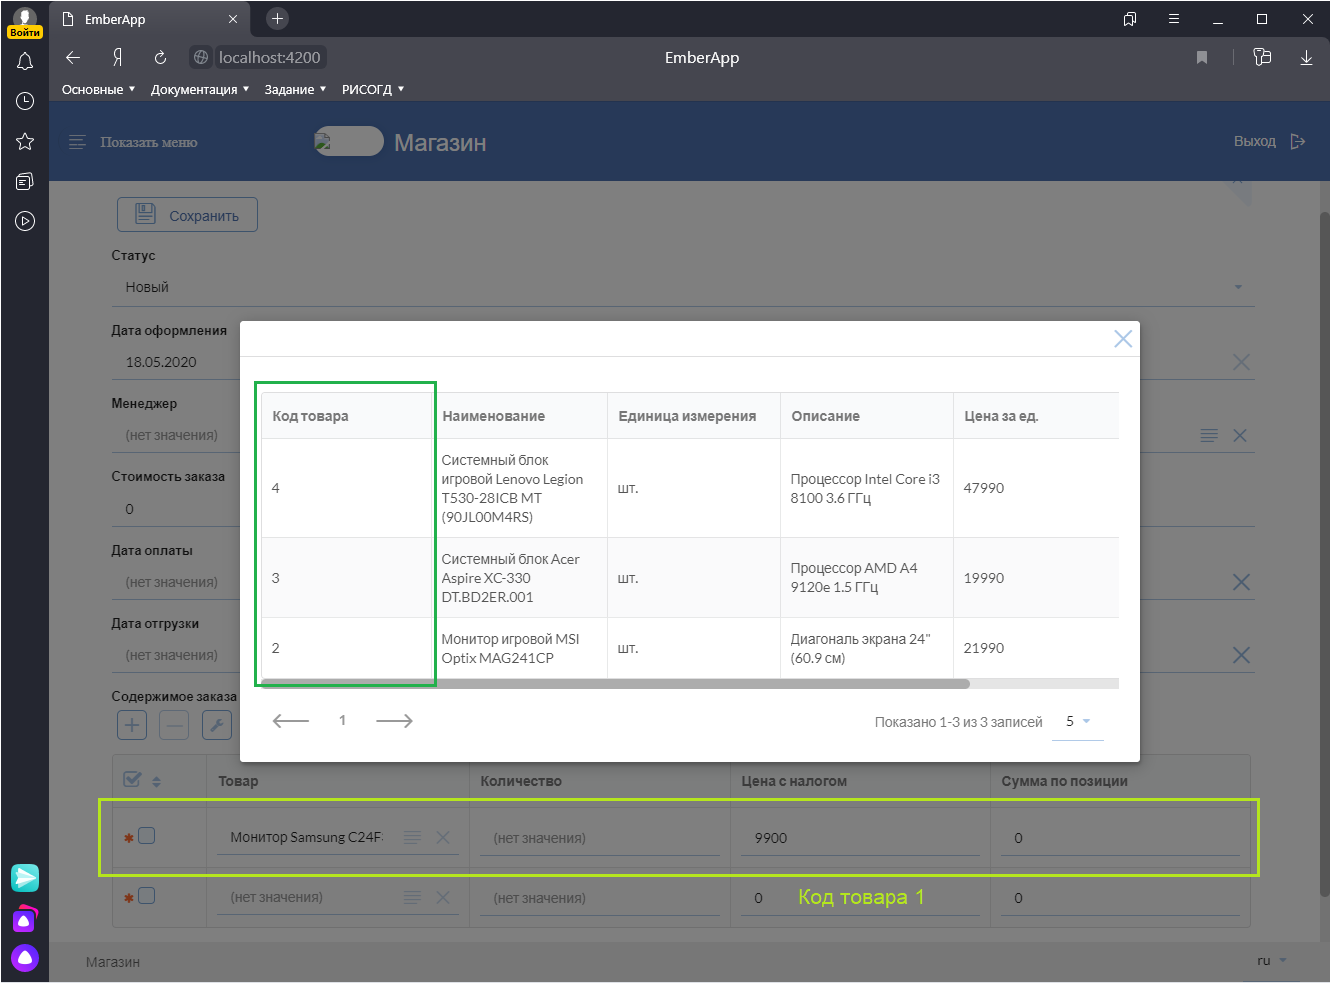 EmberApp
Войти
localhost:4200
EmberApp
Основные
Документация
Задание
РИСОГД
Показать меню
Магазин
Выход
Сохранить
Статус
Новый
Дата оформления
18.05.2020
Менеджер
(нет значения)
Стоимость заказа
0
Дата оплаты
(нет значения)
Дата отгрузки
(нет значения)
Содержимое заказа
Код товара Наименование Единица измерения Описание Цена за ед.
4
Системный блок
игровой Lenovo Legion
T530-28ICB MT
(90JL00M4RS)
шт.
Процессор Intel Core i3
8100 3.6 ГГц
47990
3
Системный блок Acer
Aspire XC-330
DT.BD2ER.001
шт.
Процессор AMD A4
9120e 1.5 ГГц
19990
2
Монитор игровой MSI
Optix MAG241CP
шт.
Диагональ экрана 24"
(60.9 см)
21990
1
Показано 1-3 из 3 записей
5
Товар Количество Цена с налогом Сумма по позиции
Монитор Samsung C24F (нет значения) 9900 0
(нет значения) (нет значения) 0 Код товара 1 0
Магазин
ru